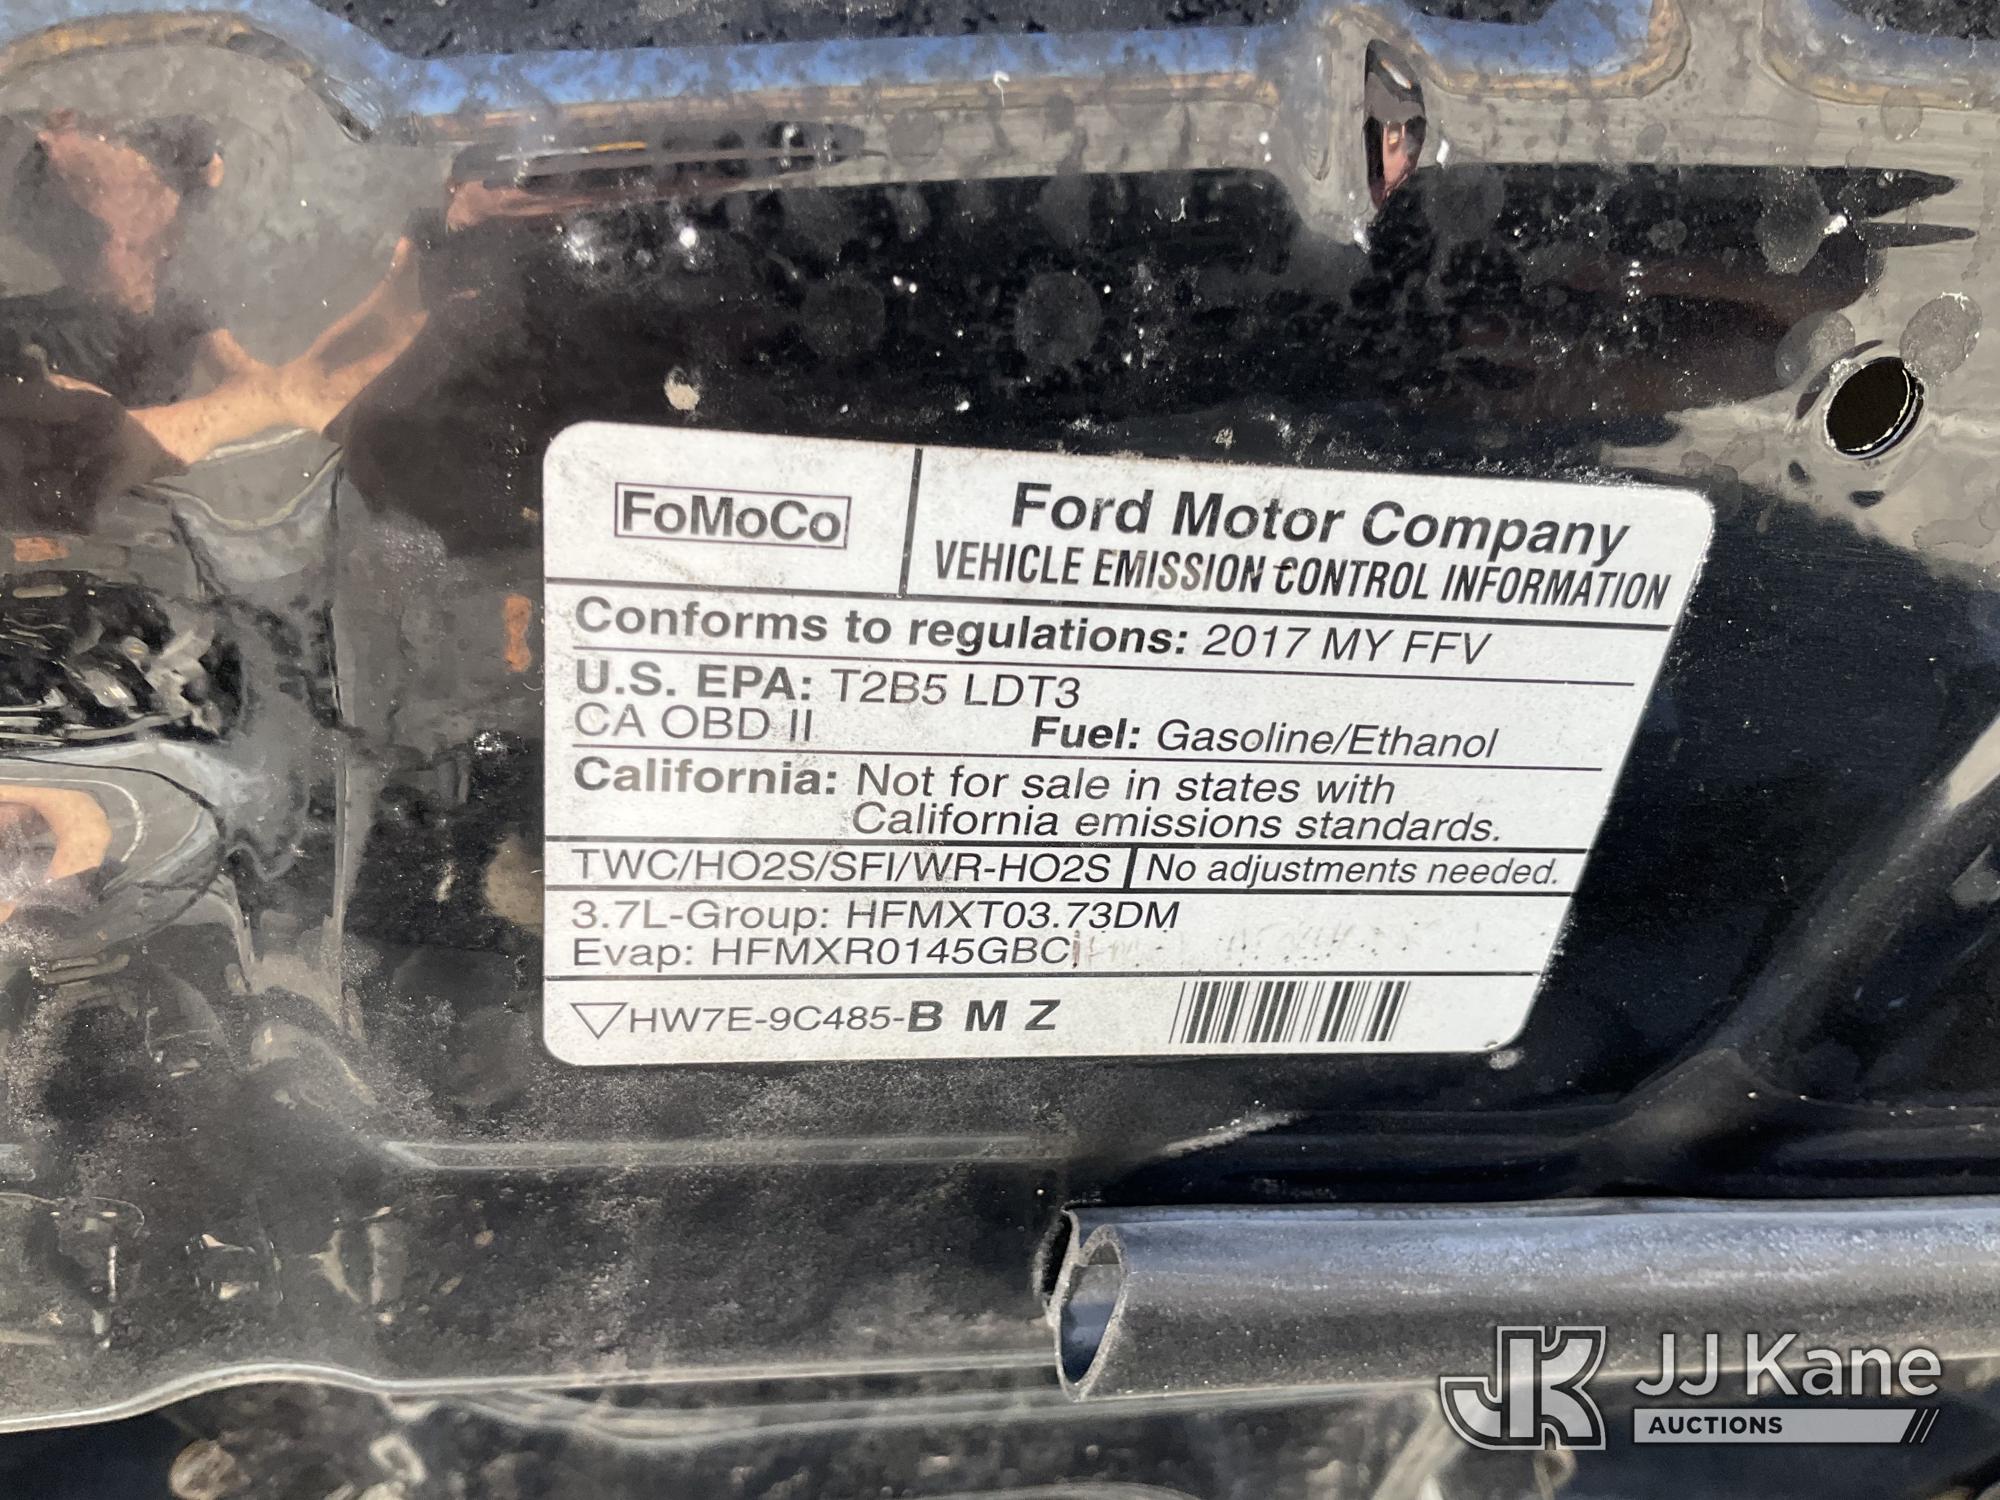 FoMoCo
Ford Motor Company
VEHICLE EMISSION CONTROL INFORMATION
Conforms to regulations: 2017 MY FFV
U.S. EPA: T2B5 LDT3
CA OBD II Fuel: Gasoline/Ethanol
California: Not for sale in states with
California emissions standards.
TWC/HO2S/SFI/WR-HO2S No adjustments needed.
3.7L-Group: HFMXT03.73DM
Evap: HFMXR0145GBC
HW7E-9C485-B M Z
JK JJ Kane
AUCTIONS